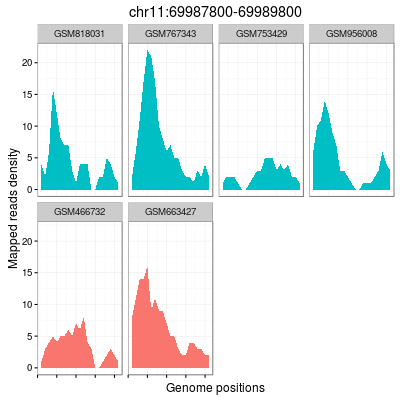 chr11:69987800-69989800
GSM818031 GSM767343 GSM753429 GSM956008
20
15
10
5
0
GSM466732 GSM663427
20
15
10
5
0
Mapped reads density
Genome positions